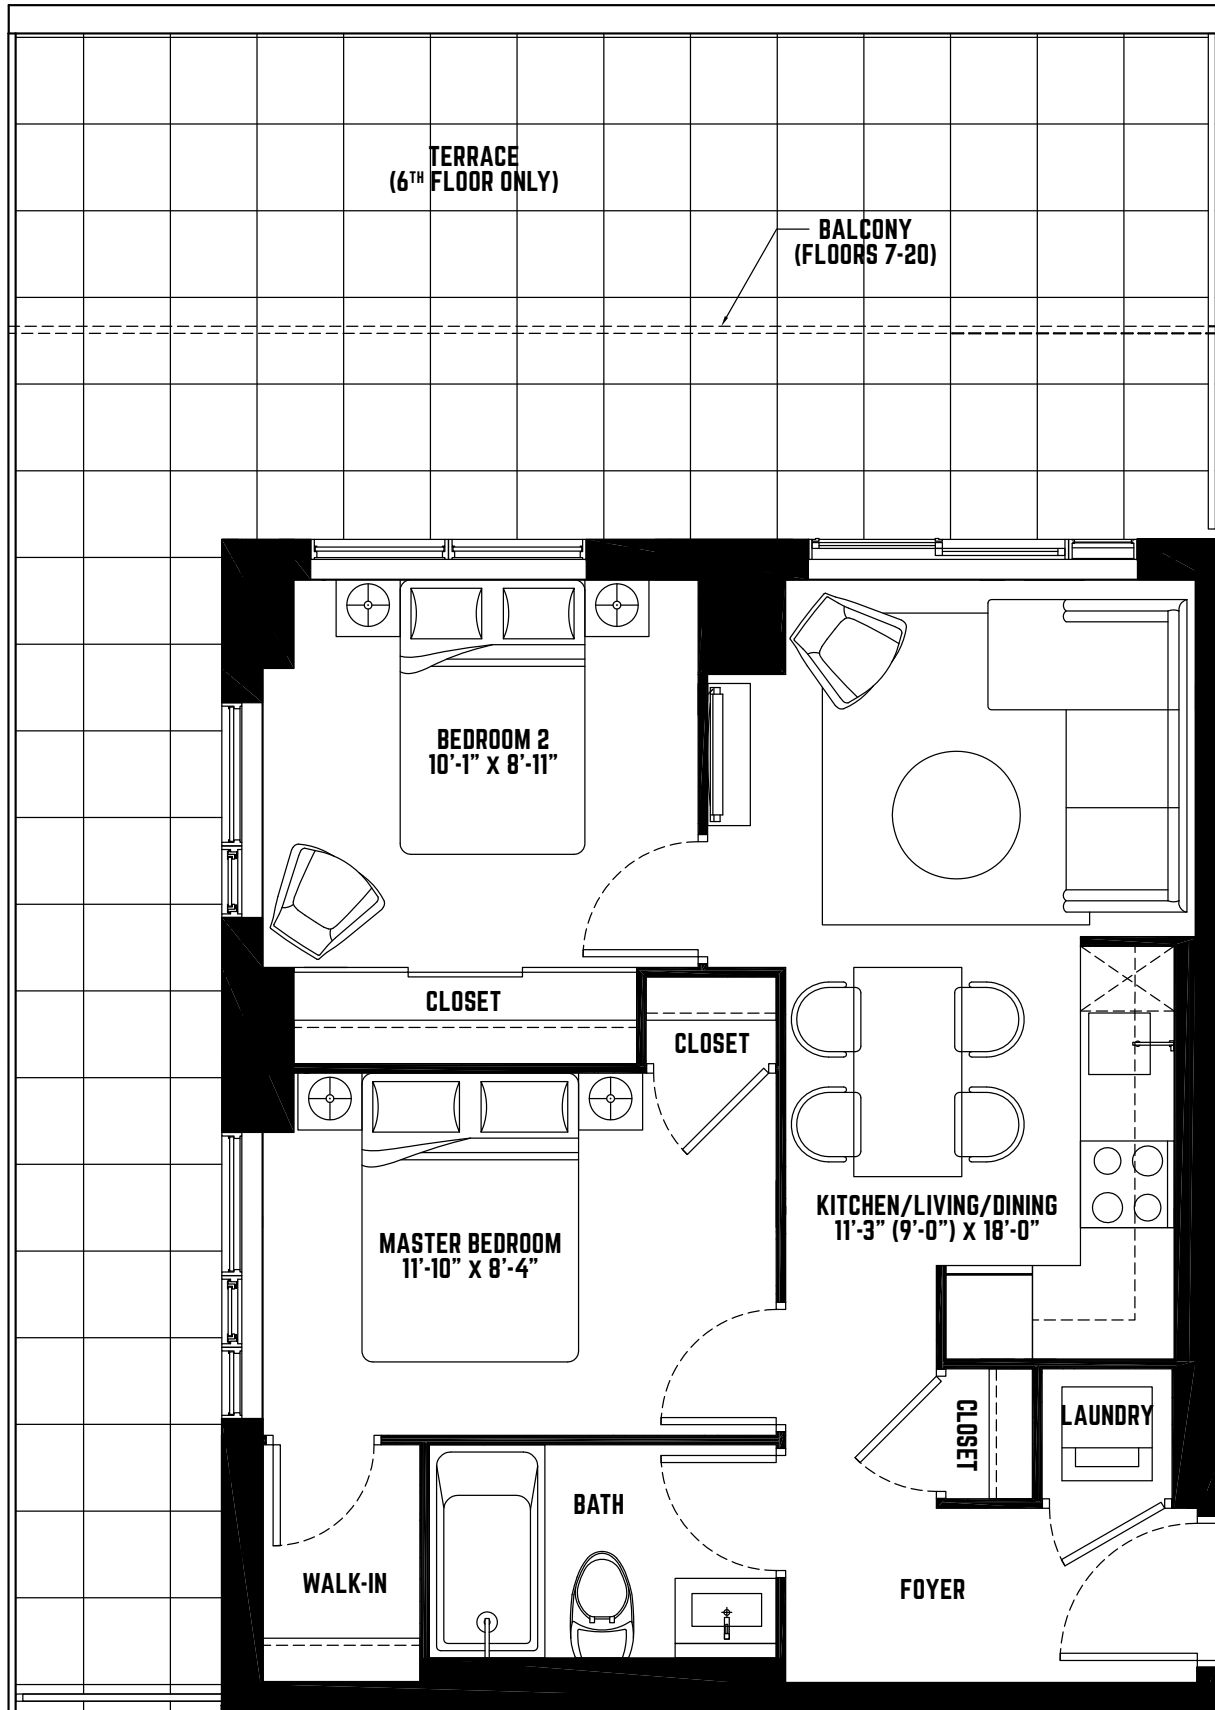 TERRACE
(6TH FLOOR ONLY)
BALCONY
(FLOORS 7-20)
BEDROOM 2
10'-1" X 8'-11"
CLOSET
CLOSET
KITCHEN/LIVING/DINING
11'-3" (9'-0") X 18'-0"
MASTER BEDROOM
11'-10" X 8'-4"
CLOSET
LAUNDRY
BATH
WALK-IN
FOYER